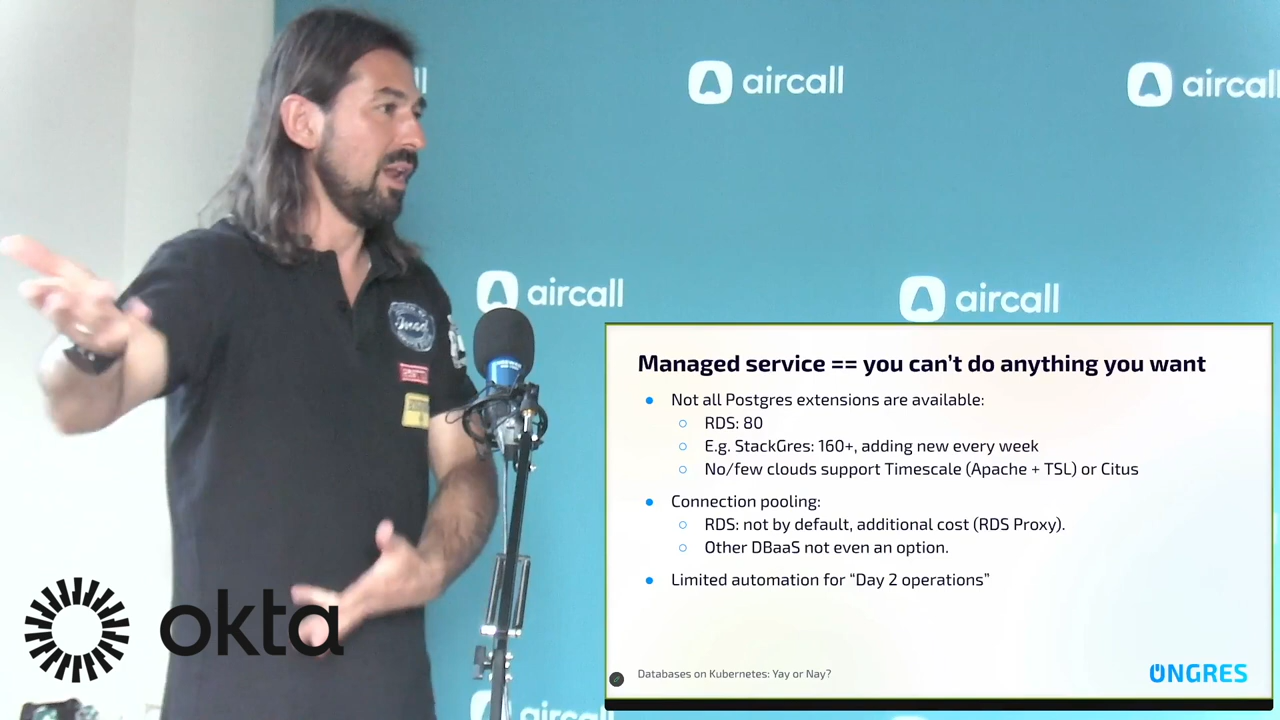 aircall
aircall
aircall
aircall
Managed service == you can’t do anything you want
Not all Postgres extensions are available:
RDS: 80
E.g. StackGres: 160+, adding new every week
No/few clouds support Timescale (Apache + TSL) or Citus
Connection pooling:
RDS: not by default, additional cost (RDS Proxy).
Other DBaaS not even an option.
Limited automation for “Day 2 operations”
Databases on Kubernetes: Yay or Nay?
ONGRES
okta
aircall